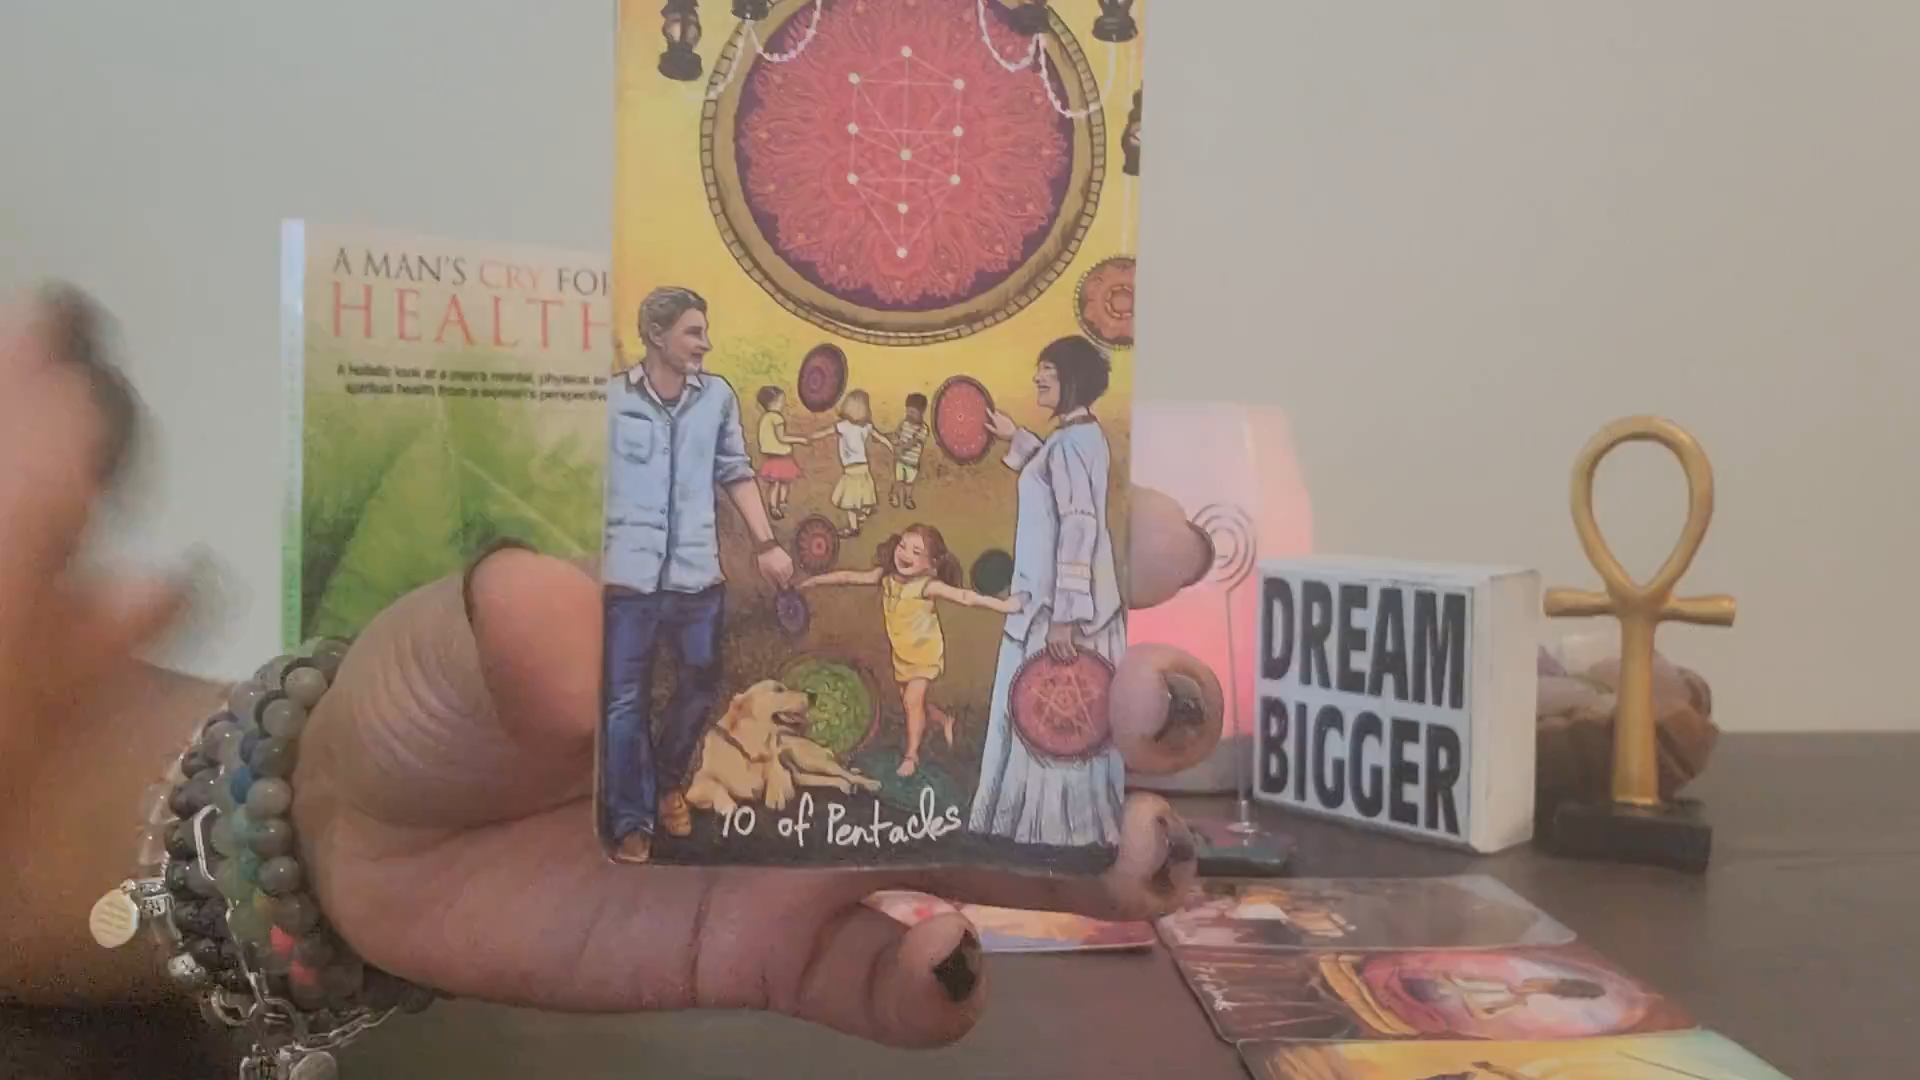 A MAN'S CRY FOR
HEALTH
A holistic look at a man's mental, physical
spiritual health from a woman's perspective
10 of Pentacles
DREAM
BIGGER